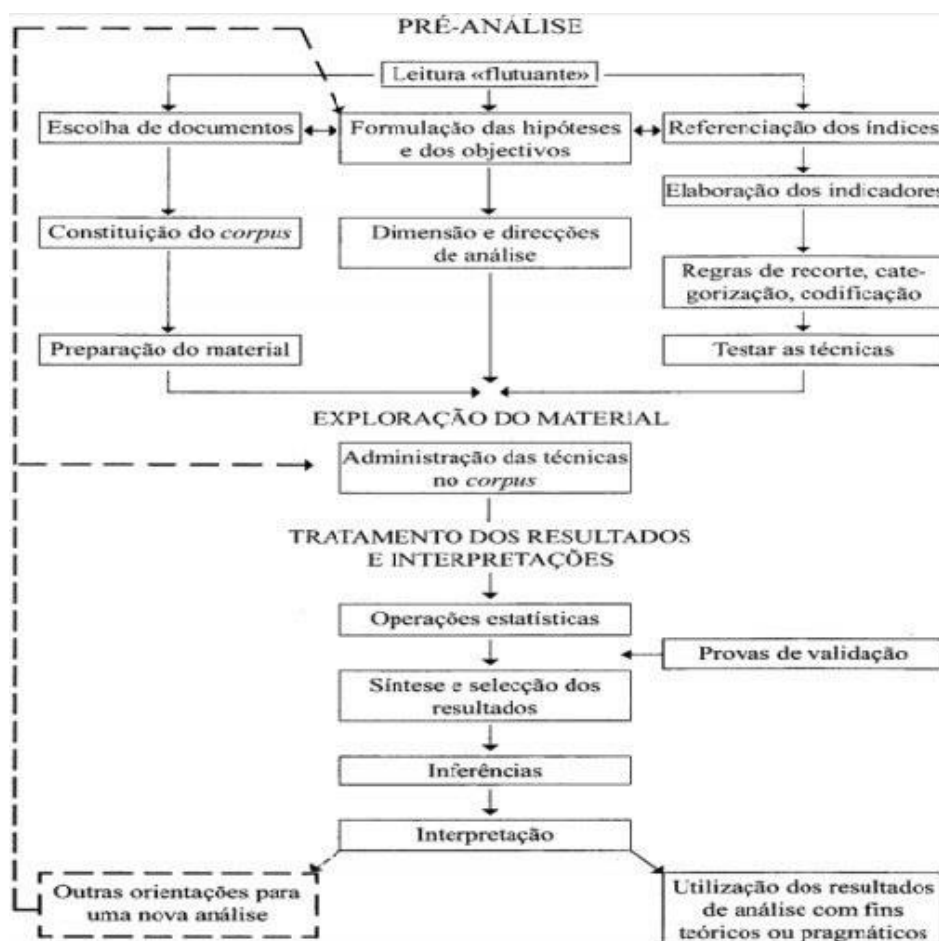 PRÉ-ANÁLISE
Leitura «flutuante»
Escolha de documentos
Formulação das hipóteses
e dos objectivos
Referenciação dos índices
Elaboração dos indicadores
Constituição do corpus
Dimensão e direcções
de análise
Regras de recorte, cate-
gorização, codificação
Preparação do material
Testar as técnicas
EXPLORAÇÃO DO MATERIAL
Administração das técnicas
no corpus
TRATAMENTO DOS RESULTADOS
E INTERPRETAÇÕES
Operações estatísticas
Provas de validação
Síntese e selecção dos
resultados
Inferências
Interpretação
Outras orientações para
uma nova análise
Utilização dos resultados
de análise com fins
teóricos ou pragmáticos